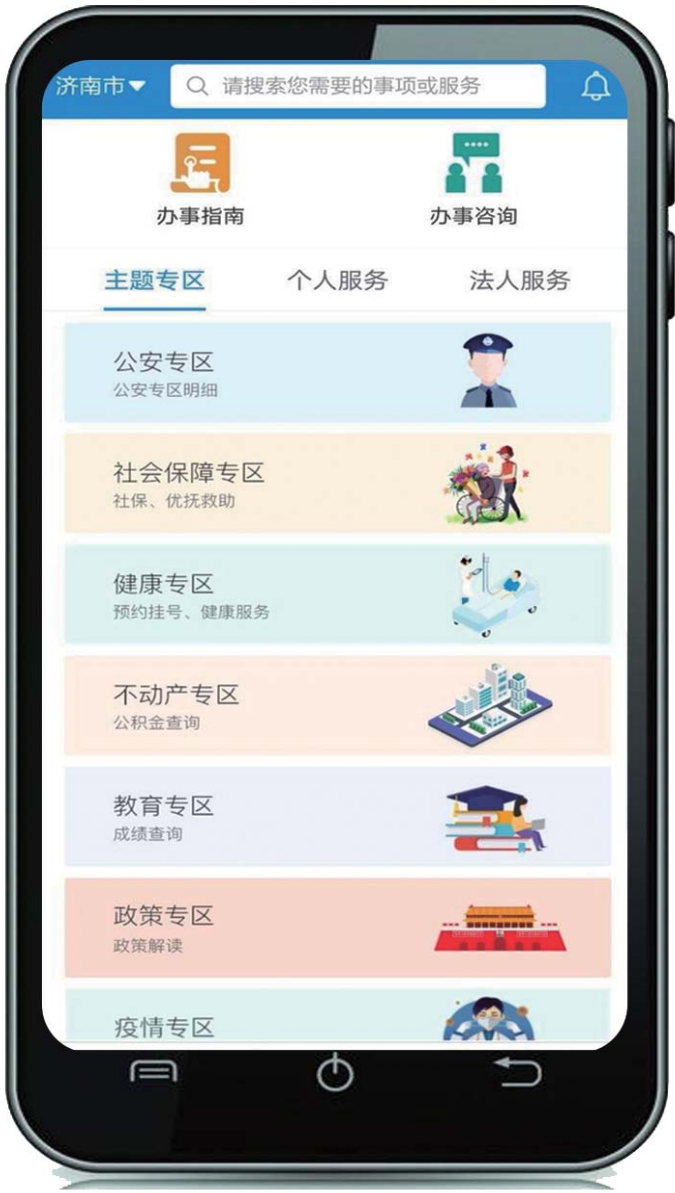 济南市
请搜索您需要的事项或服务
办事指南
办事咨询
主题专区
个人服务
法人服务
公安专区
公安专区明细
社会保障专区
社保、优抚救助
健康专区
预约挂号、健康服务
不动产专区
公积金查询
教育专区
成绩查询
政策专区
政策解读
疫情专区